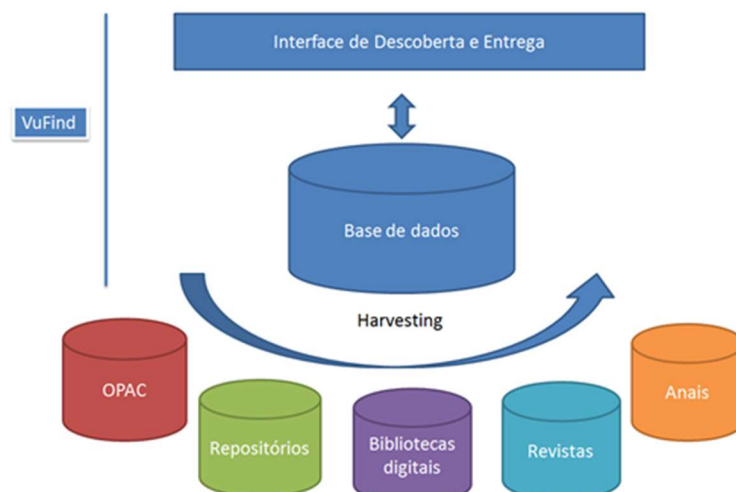 Interface de Descoberta e Entrega
VuFind
Base de dados
Harvesting
OPAC
Repositórios
Bibliotecas
digitais
Revistas
Anais